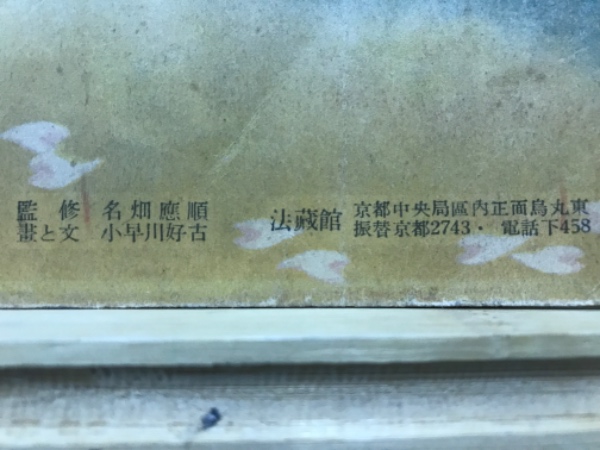 監修 名畑應順
畫と文 小早川好古
法藏館
京都中央局區內正面烏丸東
振替京都2743・ 電話下458